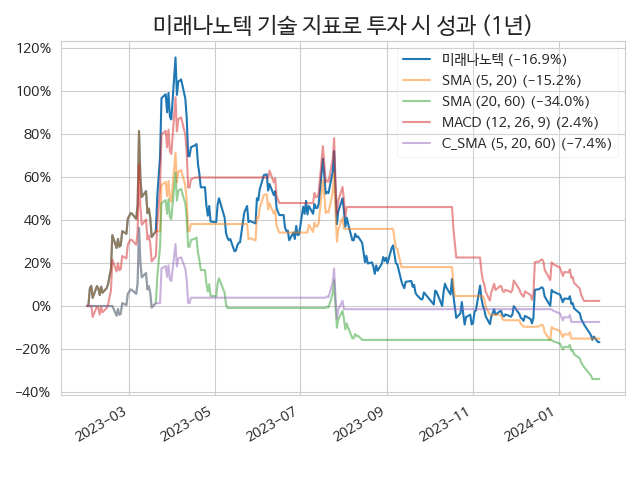 미래나노텍 기술 지표로 투자 시 성과 (1년)
120%
100%
80%
60%
40%
20%
0%
−20%
−40%
미래나노텍 (−16.9%)
SMA (5, 20) (−15.2%)
SMA (20, 60) (−34.0%)
MACD (12, 26, 9) (2.4%)
C_SMA (5, 20, 60) (−7.4%)
2023−03
2023−05
2023−07
2023−09
2023−11
2024−01